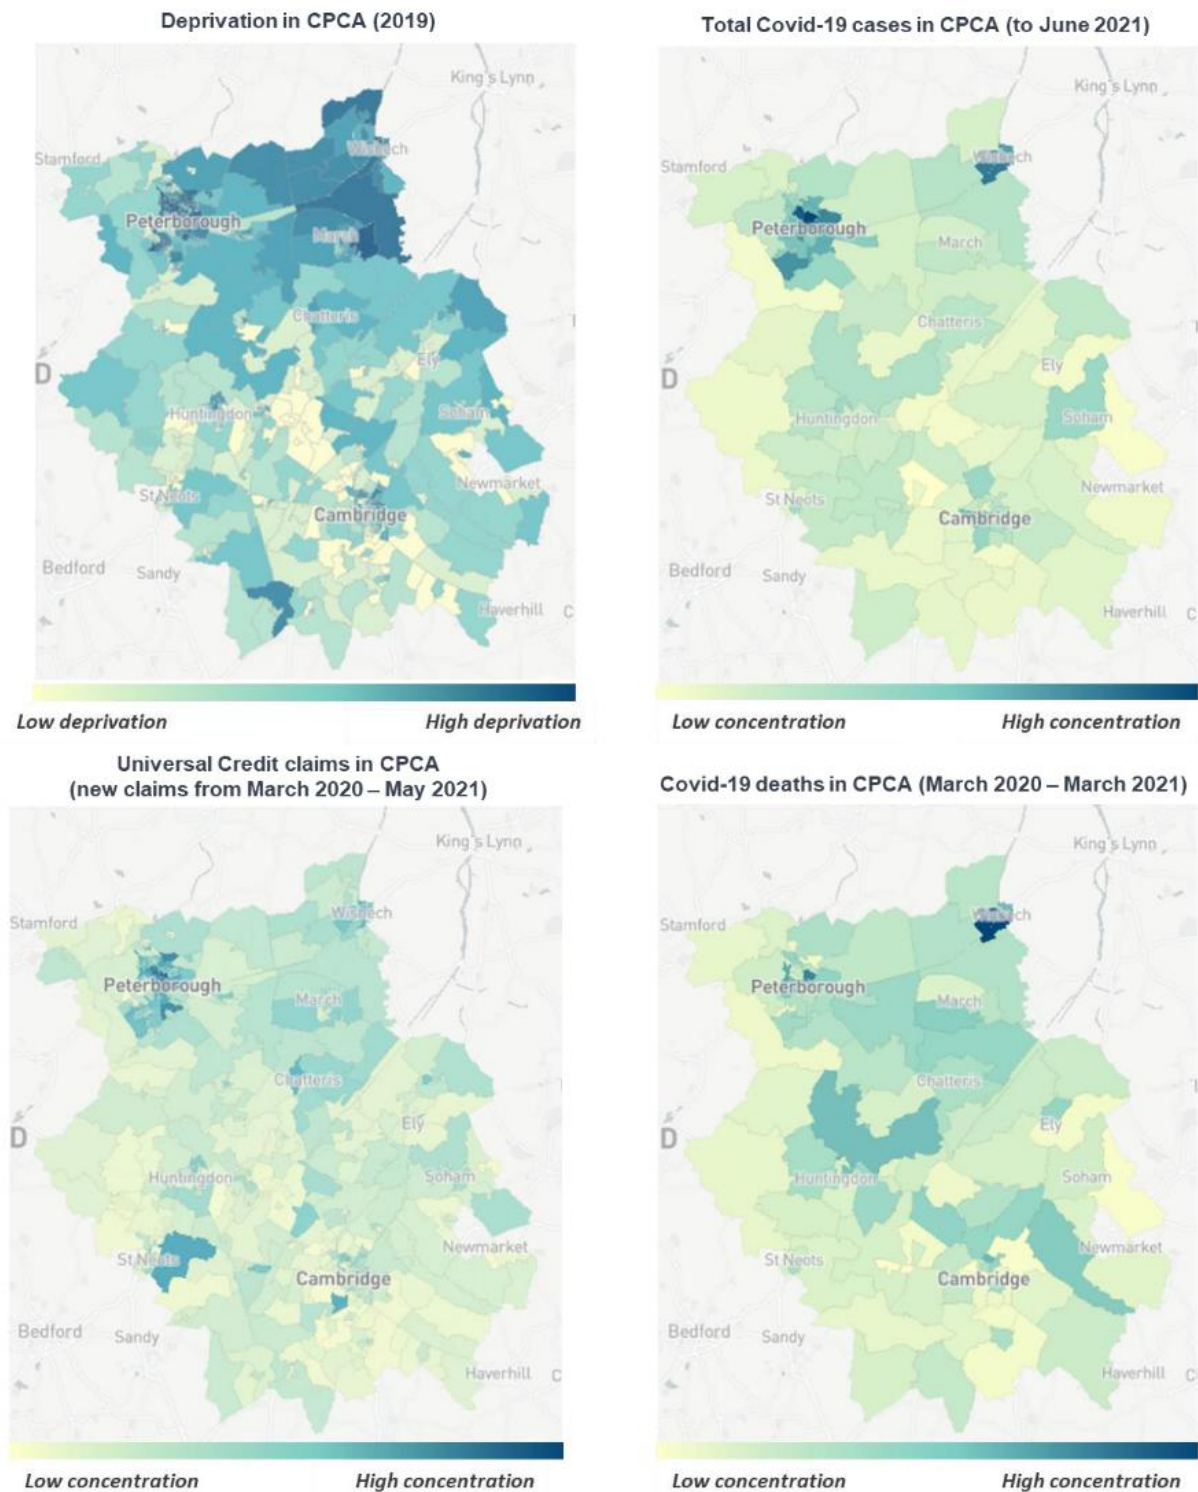 Deprivation in CPCA (2019)
King's Lynn
Stamford
Wisbech
Peterborough
March
Chatteris
Ely
D
Huntingdon
Soham
St Neots
Newmarket
Cambridge
Bedford
Sandy
Haverhill
C
Low deprivation
High deprivation
Total Covid-19 cases in CPCA (to June 2021)
King's Lynn
Stamford
Wisbech
Peterborough
March
Chatteris
Ely
D
Huntingdon
Soham
St Neots
Newmarket
Cambridge
Bedford
Sandy
Haverhill
C
Low concentration
High concentration
Universal Credit claims in CPCA
(new claims from March 2020 – May 2021)
King's Lynn
Stamford
Wisbech
Peterborough
March
Chatteris
Ely
D
Huntingdon
Soham
St Neots
Newmarket
Cambridge
Bedford
Sandy
Haverhill
C
Low concentration
High concentration
Covid-19 deaths in CPCA (March 2020 – March 2021)
King's Lynn
Stamford
Wisbech
Peterborough
March
Chatteris
Ely
D
Huntingdon
Soham
St Neots
Newmarket
Cambridge
Bedford
Sandy
Haverhill
C
Low concentration
High concentration